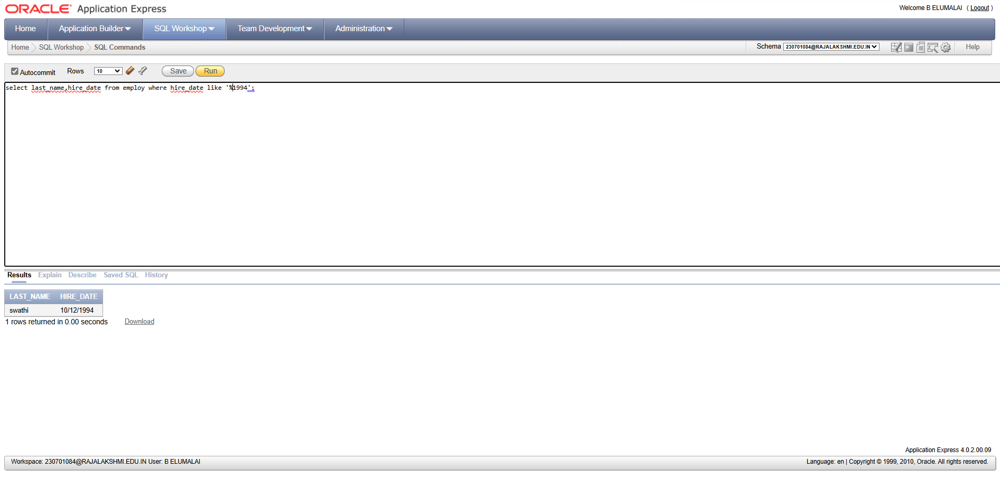 ORACLE® Application Express
Welcome B ELUMALAI ( Logout )
Home Application Builder SQL Workshop Team Development Administration
Home SQL Workshop SQL Commands Schema 230701084@RAJALAKSHMI.EDU.IN Help
Autocommit Rows 10 Save Run
select last_name,hire_date from employ where hire_date like '%1994';
Results Explain Describe Saved SQL History
LAST_NAME HIRE_DATE
swathi 10/12/1994
1 rows returned in 0.00 seconds Download
Application Express 4.0.2.00.09
Workspace: 230701084@RAJALAKSHMI.EDU.IN User: B ELUMALAI Language: en | Copyright © 1999, 2010, Oracle. All rights reserved.